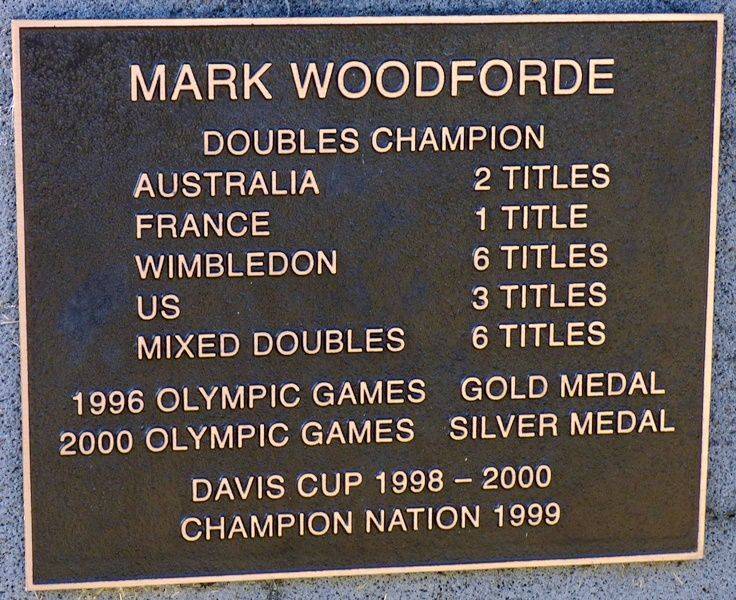 MARK WOODFORDE
DOUBLES CHAMPION
AUSTRALIA 2 TITLES
FRANCE 1 TITLE
WIMBLEDON 6 TITLES
US 3 TITLES
MIXED DOUBLES 6 TITLES
1996 OLYMPIC GAMES GOLD MEDAL
2000 OLYMPIC GAMES SILVER MEDAL
DAVIS CUP 1998 – 2000
CHAMPION NATION 1999